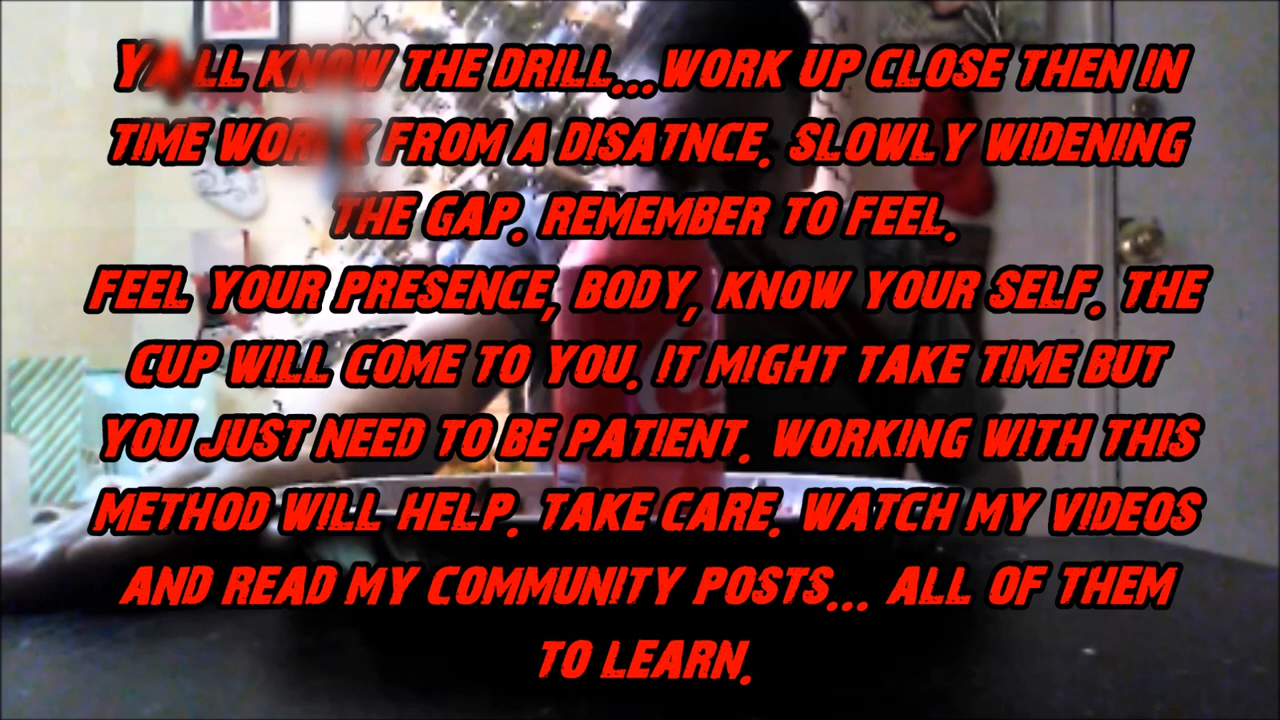 YALL KNOW THE DRILL...WORK UP CLOSE THEN IN
TIME WORK FROM A DISATNCE. SLOWLY WIDENING
THE GAP. REMEMBER TO FEEL.
FEEL YOUR PRESENCE, BODY, KNOW YOUR SELF. THE
CUP WILL COME TO YOU. IT MIGHT TAKE TIME BUT
YOU JUST NEED TO BE PATIENT. WORKING WITH THIS
METHOD WILL HELP. TAKE CARE. WATCH MY VIDEOS
AND READ MY COMMUNITY POSTS... ALL OF THEM
TO LEARN.